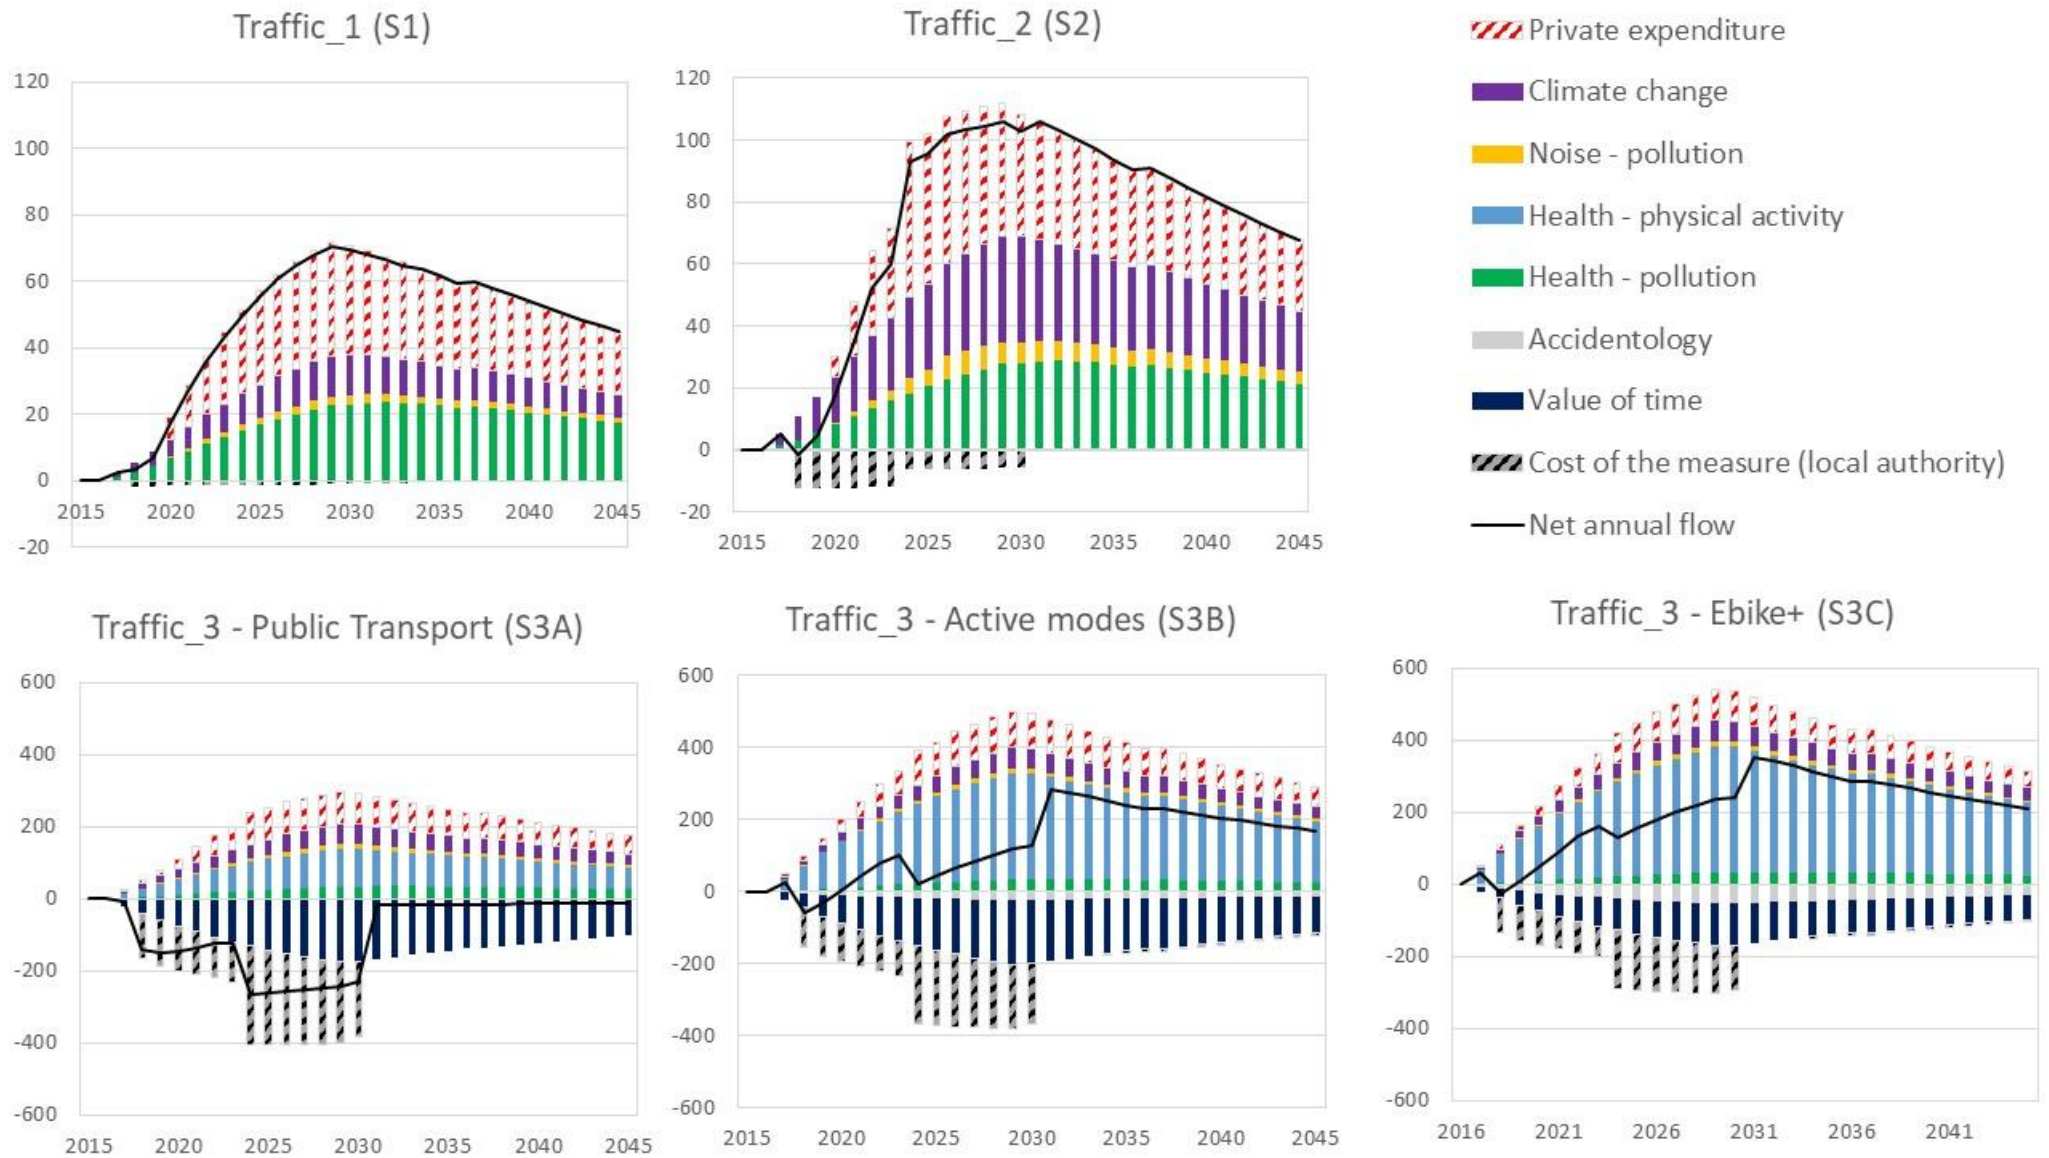 Traffic_1 (S1)
120
100
80
60
40
20
0
-20
2015 2020 2025 2030 2035 2040 2045
Traffic_2 (S2)
120
100
80
60
40
20
0
-20
2015 2020 2025 2030 2035 2040 2045
Private expenditure
Climate change
Noise - pollution
Health - physical activity
Health - pollution
Accidentology
Value of time
Cost of the measure (local authority)
Net annual flow
Traffic_3 - Public Transport (S3A)
600
400
200
0
-200
-400
-600
2015 2020 2025 2030 2035 2040 2045
Traffic_3 - Active modes (S3B)
600
400
200
0
-200
-400
-600
2015 2020 2025 2030 2035 2040 2045
Traffic_3 - Ebike+ (S3C)
600
400
200
0
-200
-400
-600
2016 2021 2026 2031 2036 2041